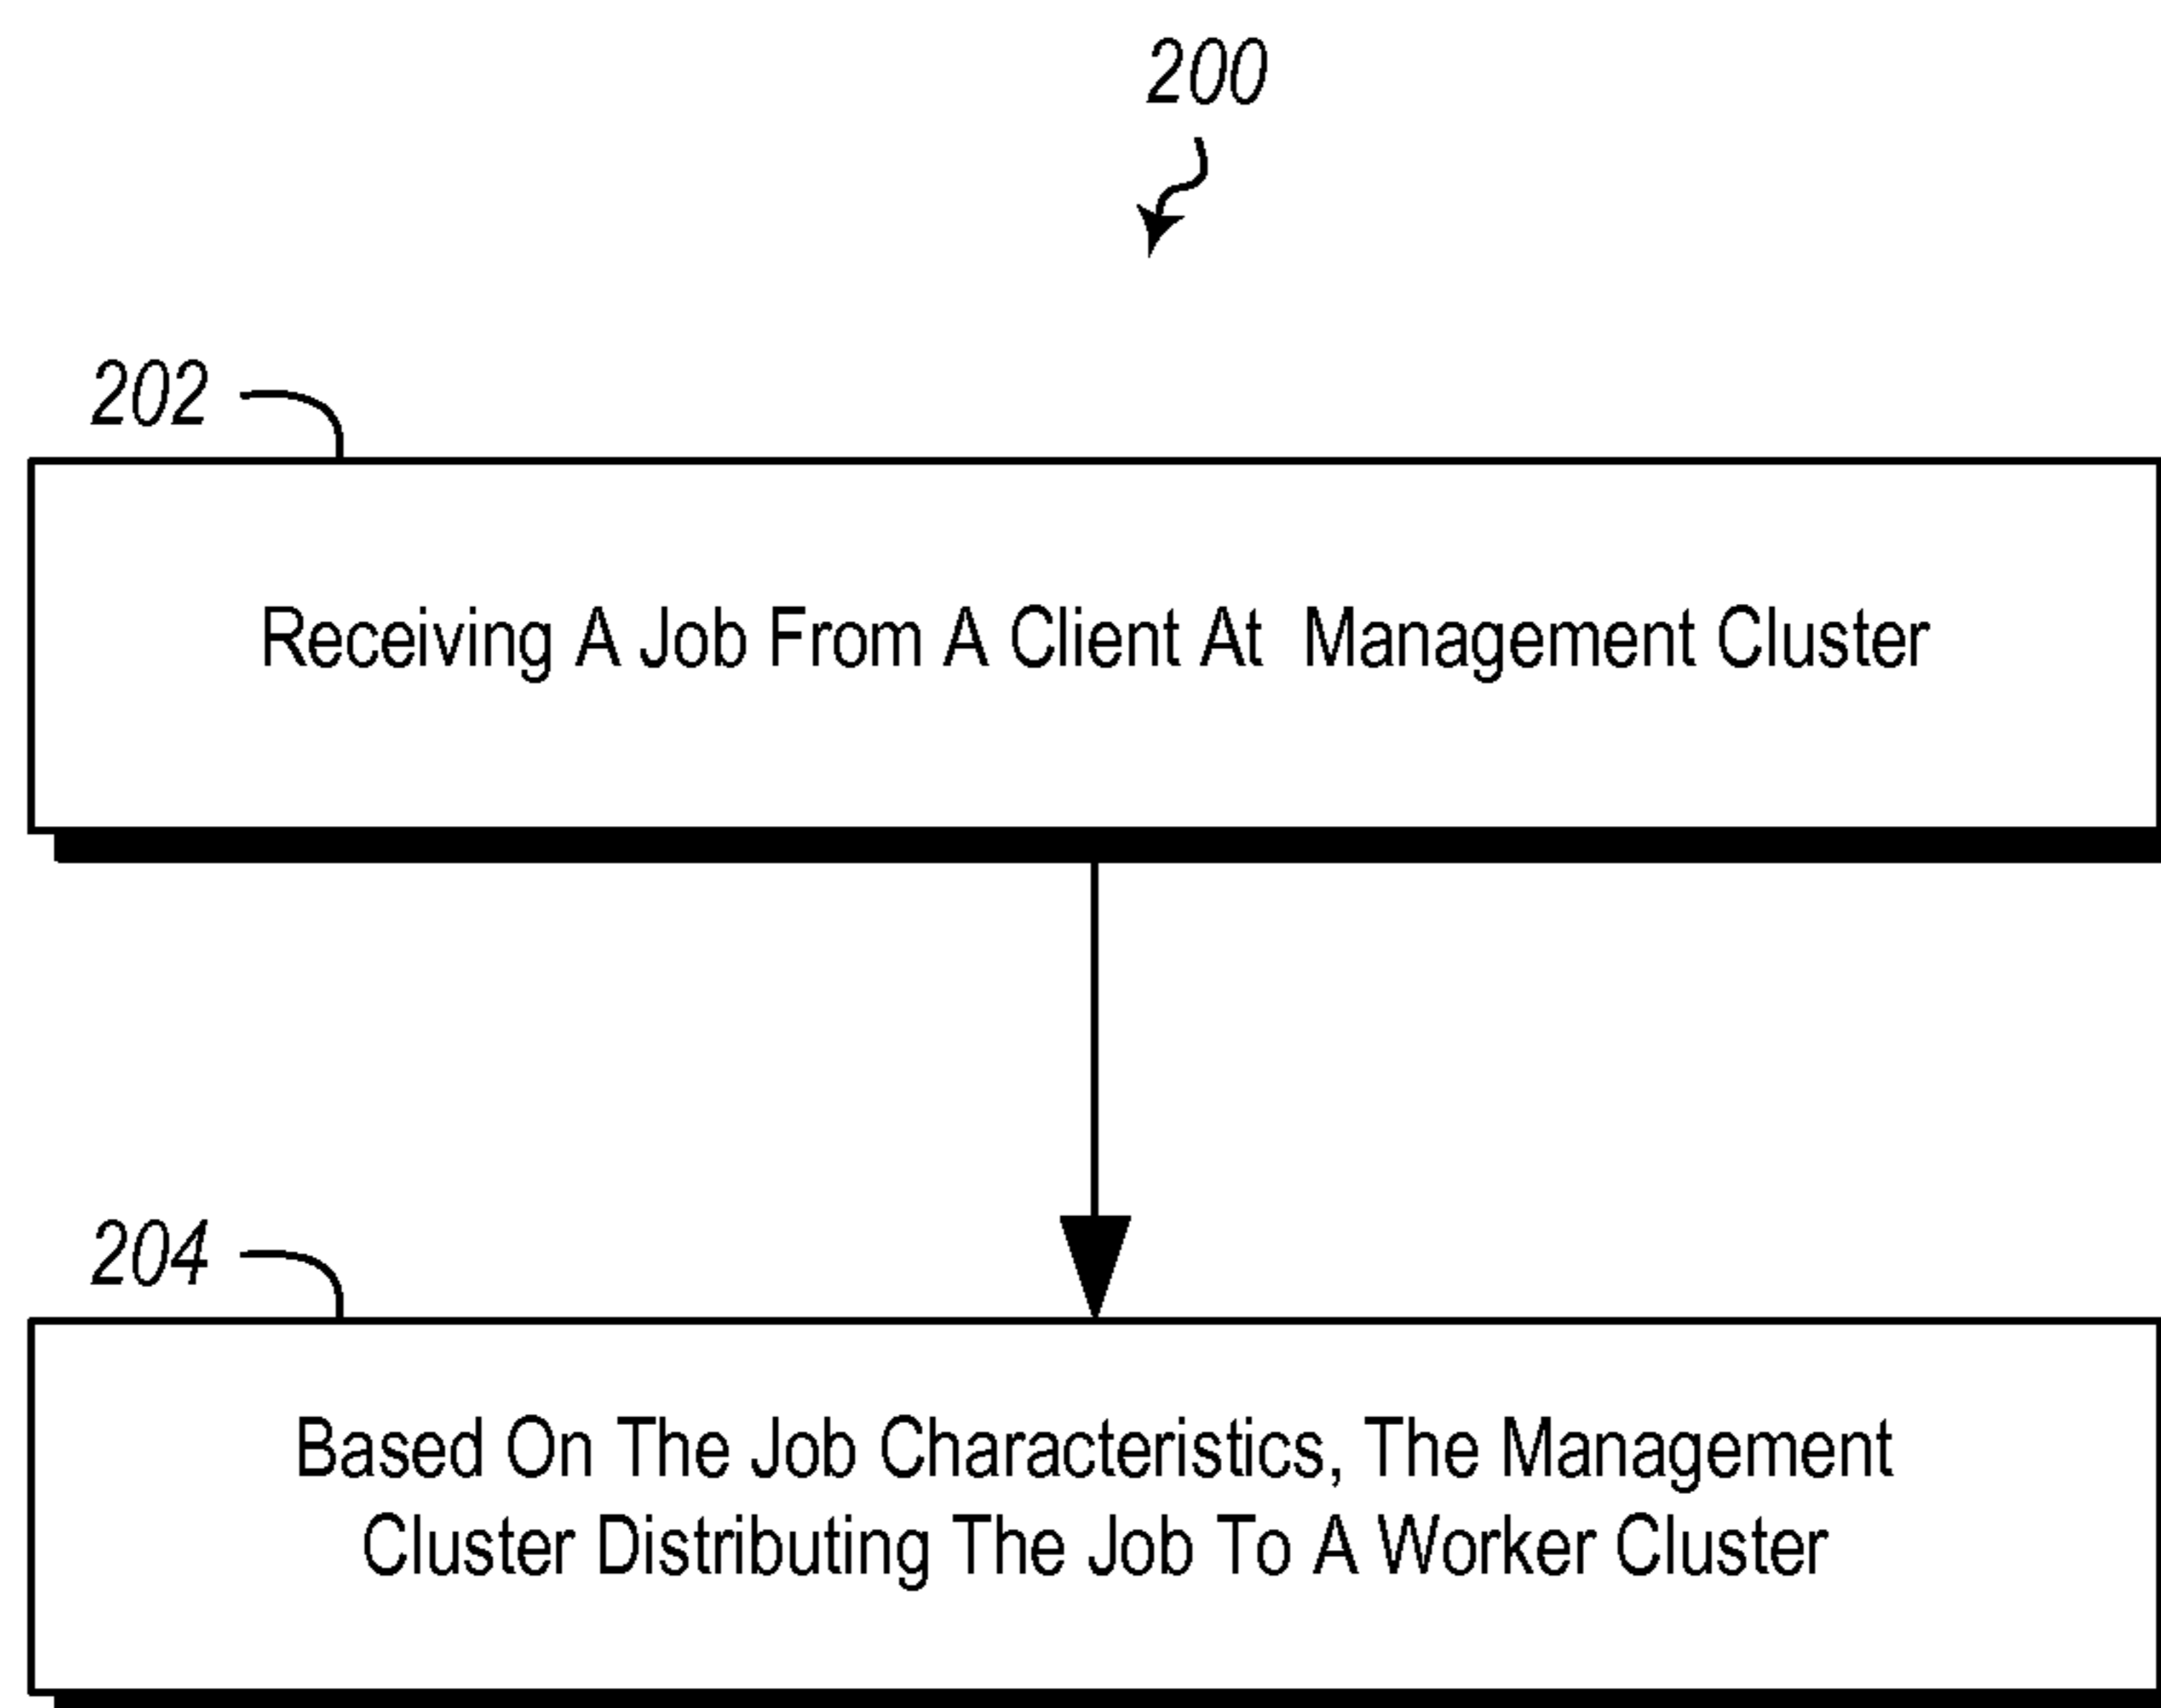 200
202
Receiving A Job From A Client At Management Cluster
204
Based On The Job Characteristics, The Management
Cluster Distributing The Job To A Worker Cluster